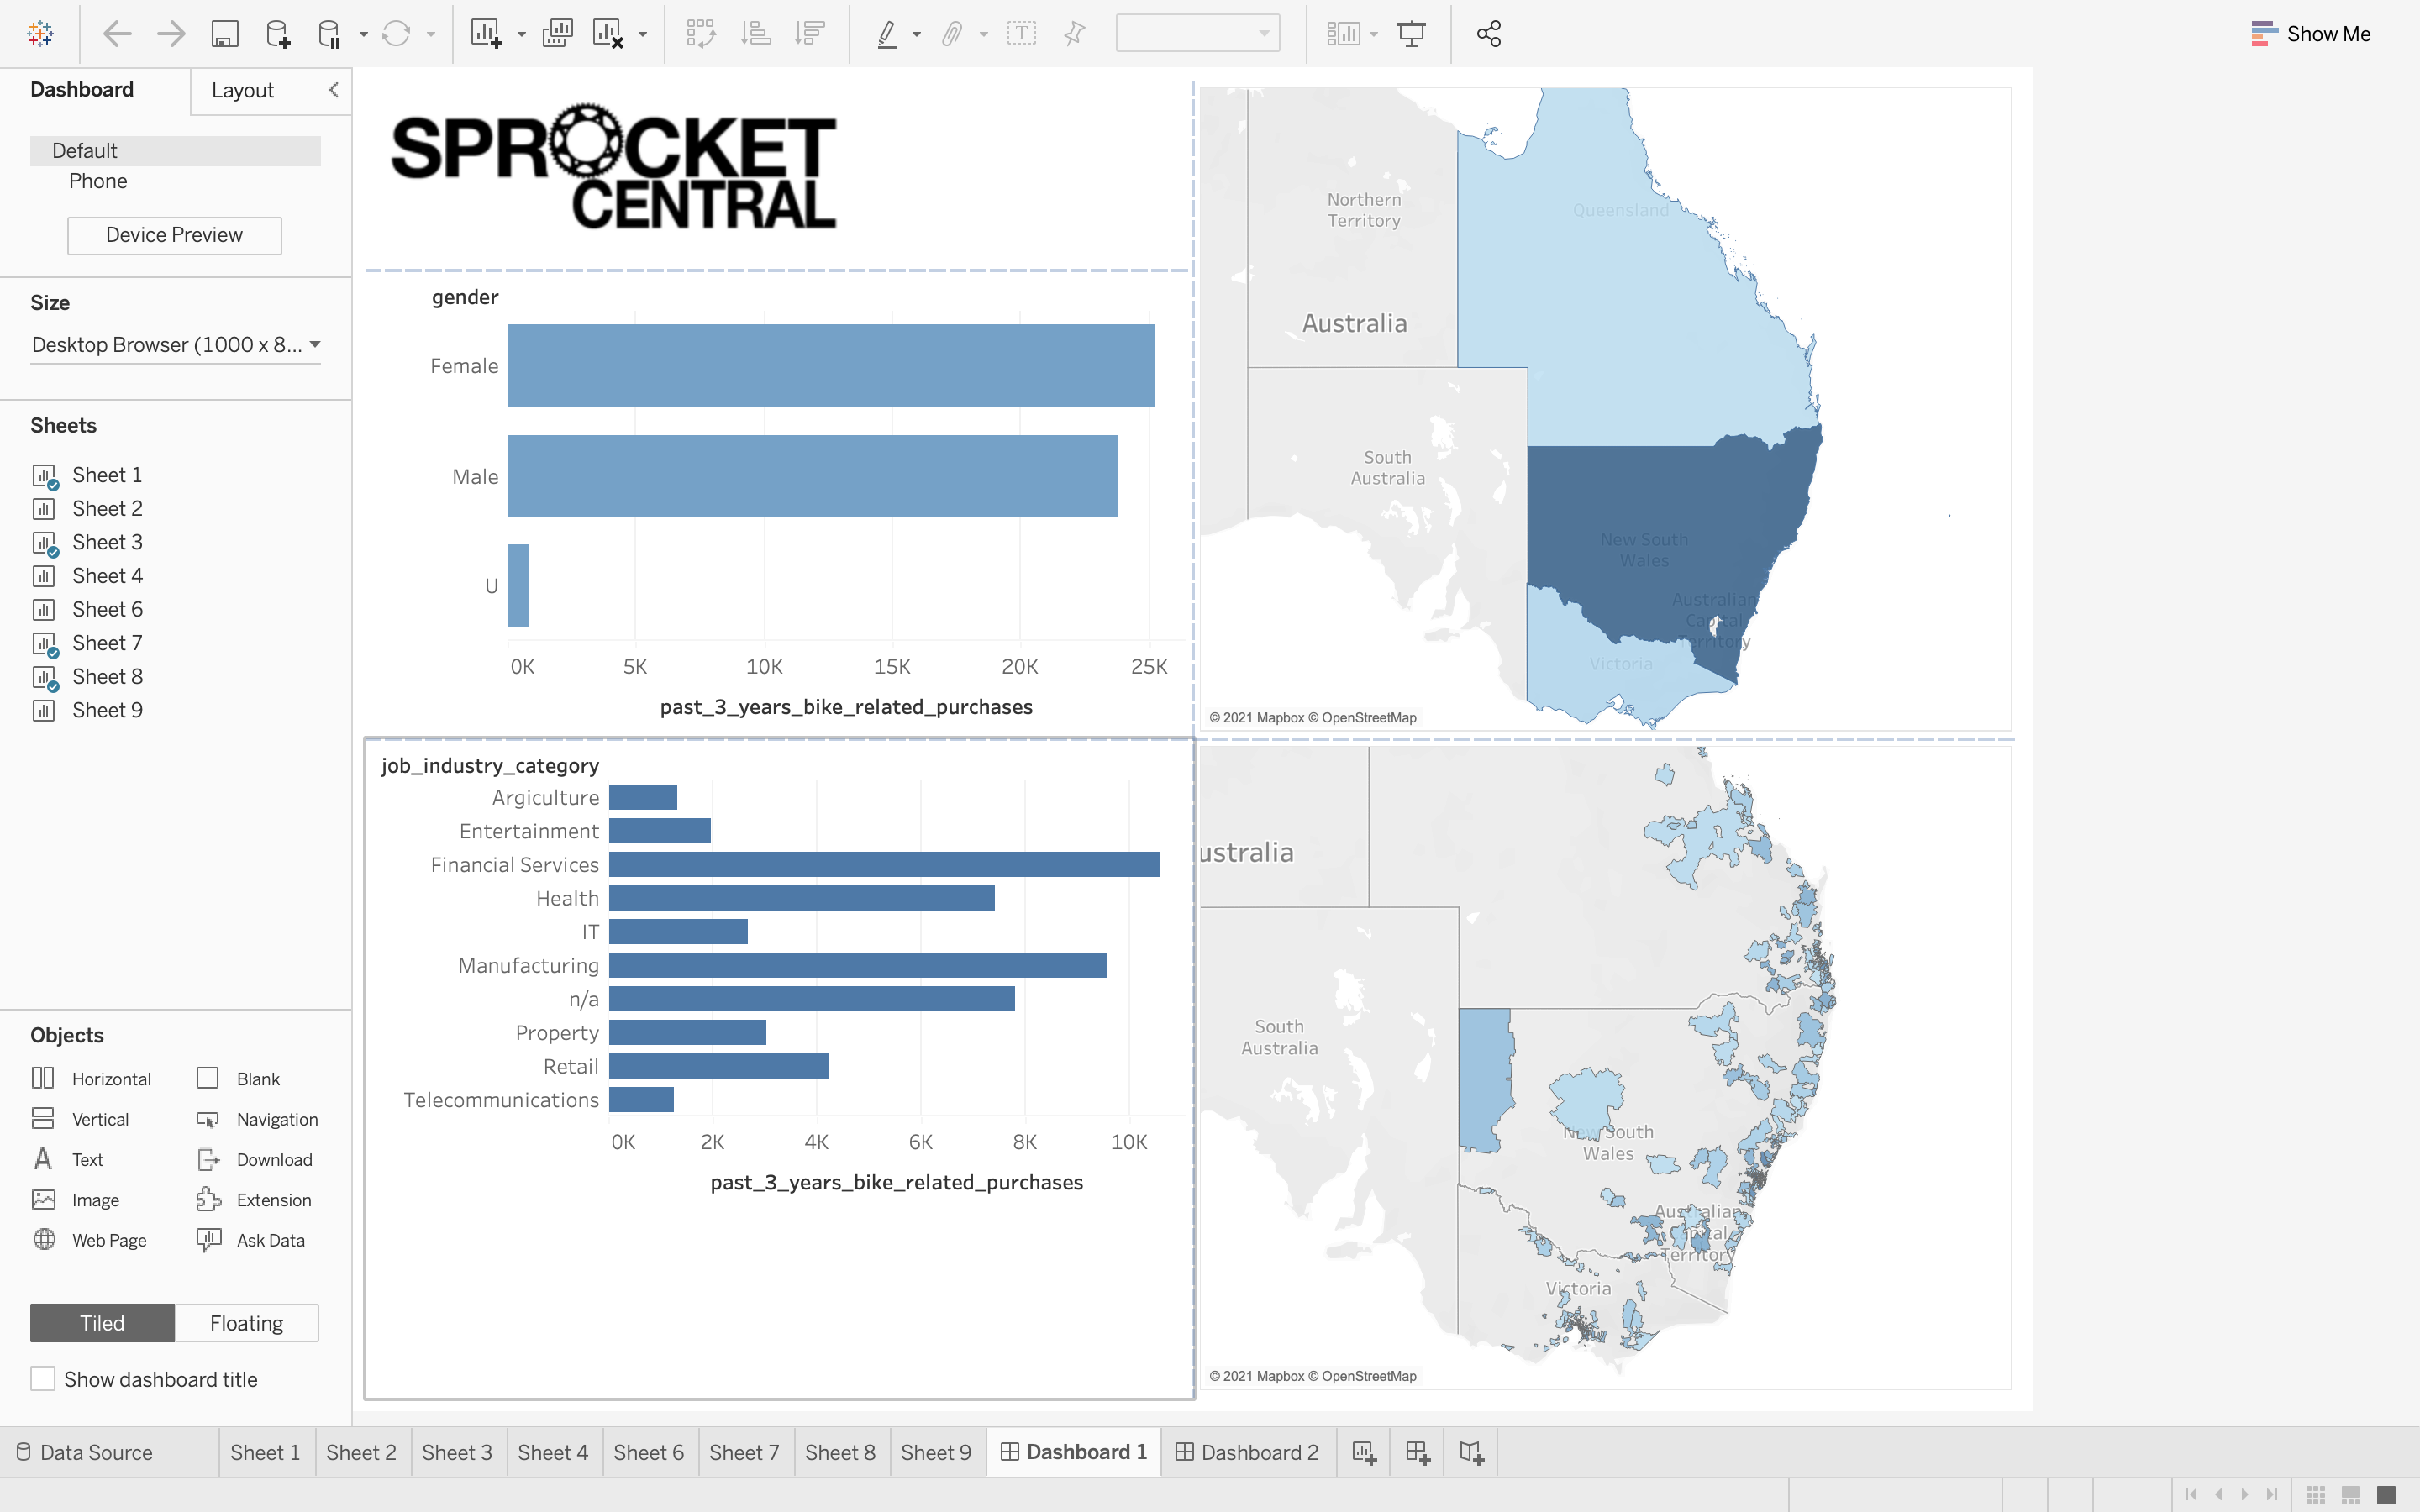 Show Me
Dashboard
Layout
Default
Phone
Device Preview
Size
Desktop Browser (1000 x 8...
Sheets
Sheet 1
Sheet 2
Sheet 3
Sheet 4
Sheet 6
Sheet 7
Sheet 8
Sheet 9
Objects
Horizontal
Blank
Vertical
Navigation
Text
Download
Image
Extension
Web Page
Ask Data
Tiled
Floating
Show dashboard title
SPROCKET
CENTRAL
gender
Female
Male
U
0K 5K 10K 15K 20K 25K
past_3_years_bike_related_purchases
Northern
Territory
Queensland
Australia
South
Australia
New South
Wales
Australian
Capital
Territory
Victoria
© 2021 Mapbox © OpenStreetMap
job_industry_category
Argiculture
Entertainment
Financial Services
Health
IT
Manufacturing
n/a
Property
Retail
Telecommunications
0K 2K 4K 6K 8K 10K
past_3_years_bike_related_purchases
ustralia
South
Australia
New South
Wales
Australian
Capital
Territory
Victoria
© 2021 Mapbox © OpenStreetMap
Data Source
Sheet 1
Sheet 2
Sheet 3
Sheet 4
Sheet 6
Sheet 7
Sheet 8
Sheet 9
Dashboard 1
Dashboard 2